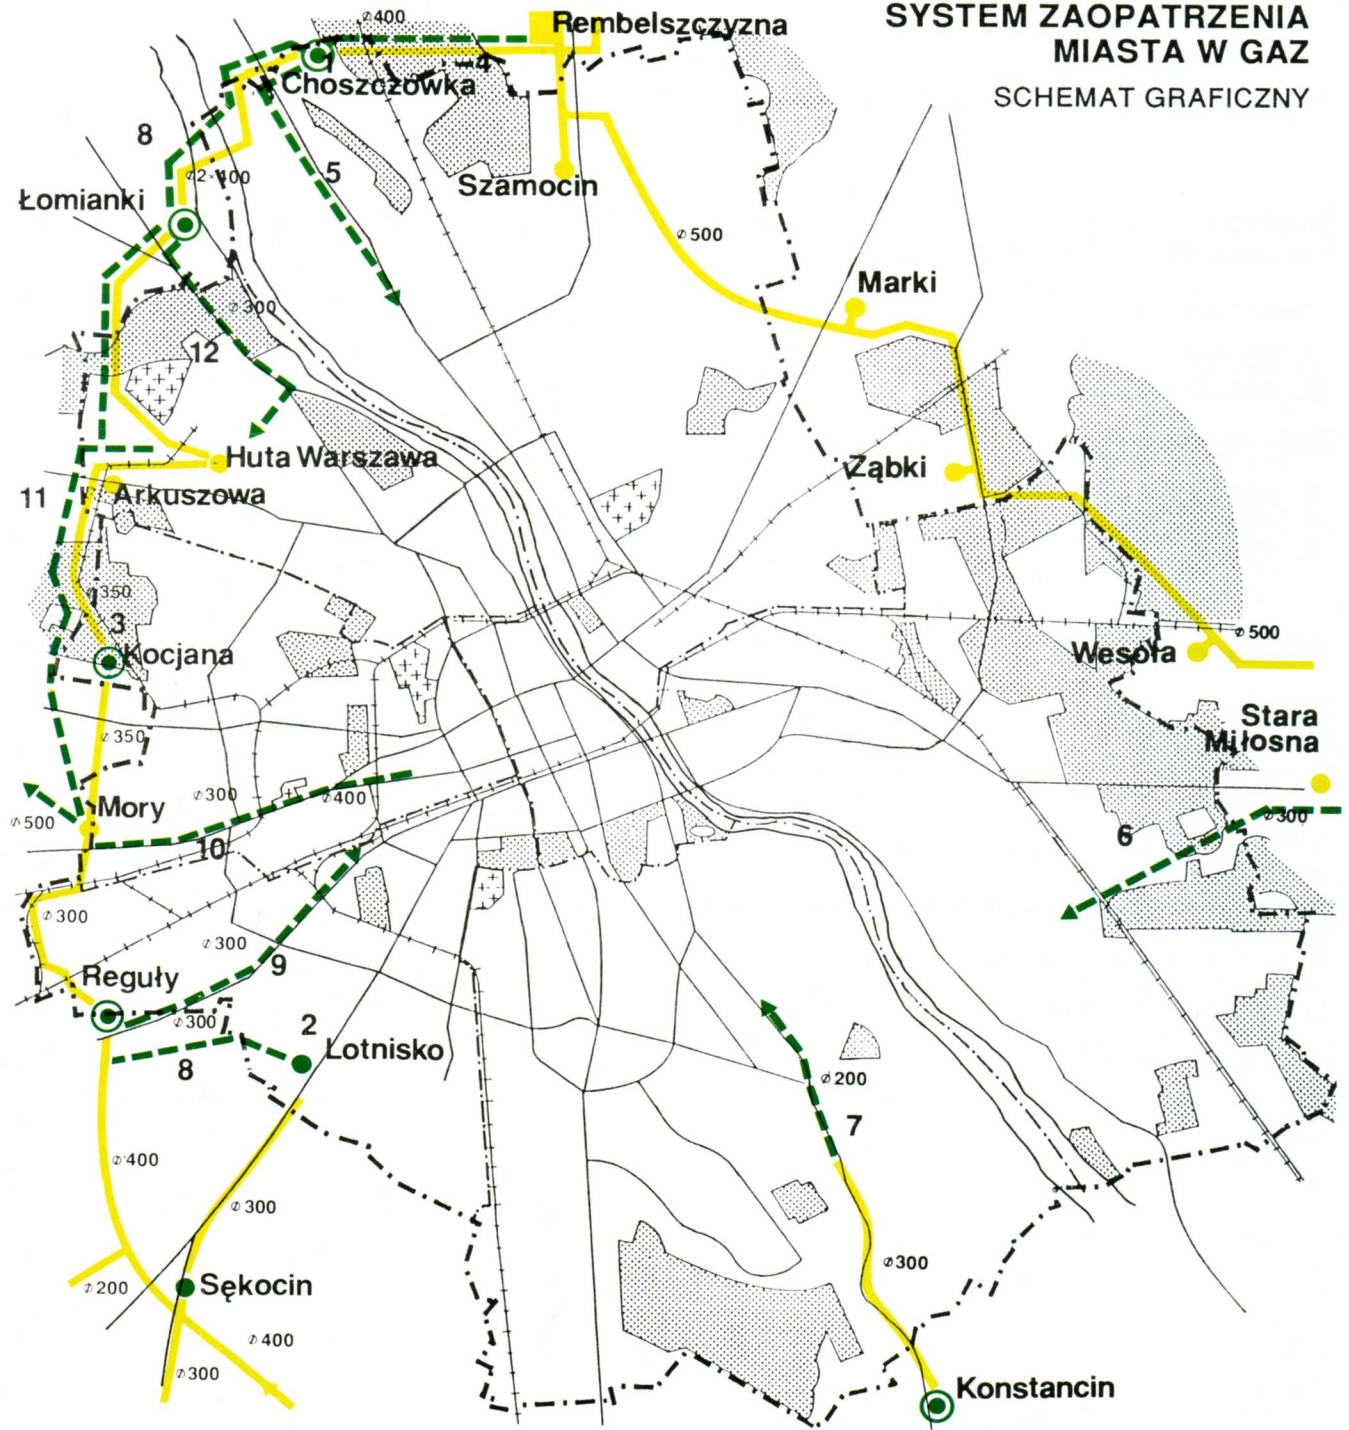 SYSTEM ZAOPATRZENIA
MIASTA W GAZ
SCHEMAT GRAFICZNY
⌀400
Rembelszczyzna
1
4
Choszczówka
8
5
⌀2×400
Szamocin
Łomianki
⌀500
Marki
⌀300
12
Huta Warszawa
Ząbki
11
Arkuszowa
⌀350
3
Kocjana
⌀500
Wesoła
Stara
Miłosna
⌀350
⌀300
⌀400
Mory
⌀500
10
6
⌀300
⌀300
⌀300
9
Reguły
⌀300
2
Lotnisko
8
⌀200
7
⌀400
⌀300
⌀300
⌀200
Sękocin
⌀400
⌀300
Konstancin